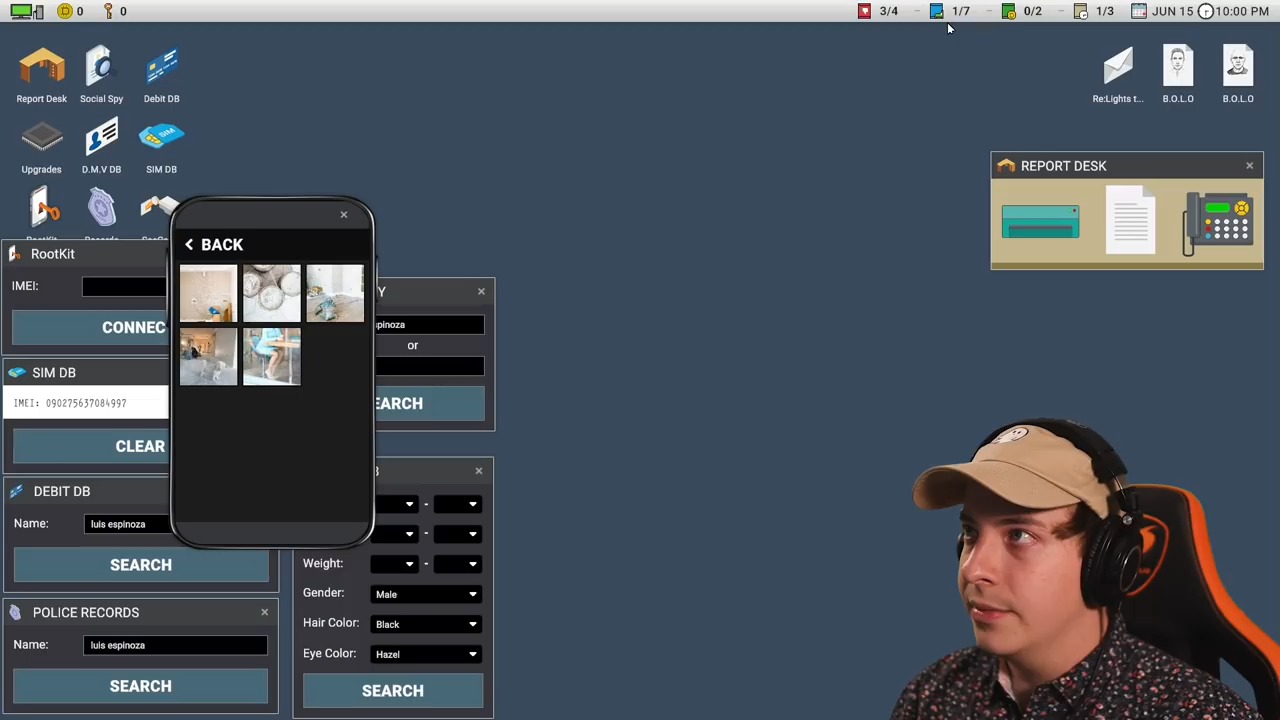 0
0
3/4
1/7
0/2
1/3
JUN 15
10:00 PM
Report Desk
Social Spy
Debit DB
Upgrades
D.M.V DB
SIM DB
Re:Lights t...
B.O.L.O
B.O.L.O
REPORT DESK
RootKit
IMEI:
CONNEC
SIM DB
IMEI: 090275637084997
CLEAR
DEBIT DB
Name:
luis espinoza
SEARCH
POLICE RECORDS
Name:
luis espinoza
SEARCH
BACK
Y
spinoza
or
EARCH
B
-
-
Weight:
-
Gender:
Male
Hair Color:
Black
Eye Color:
Hazel
SEARCH